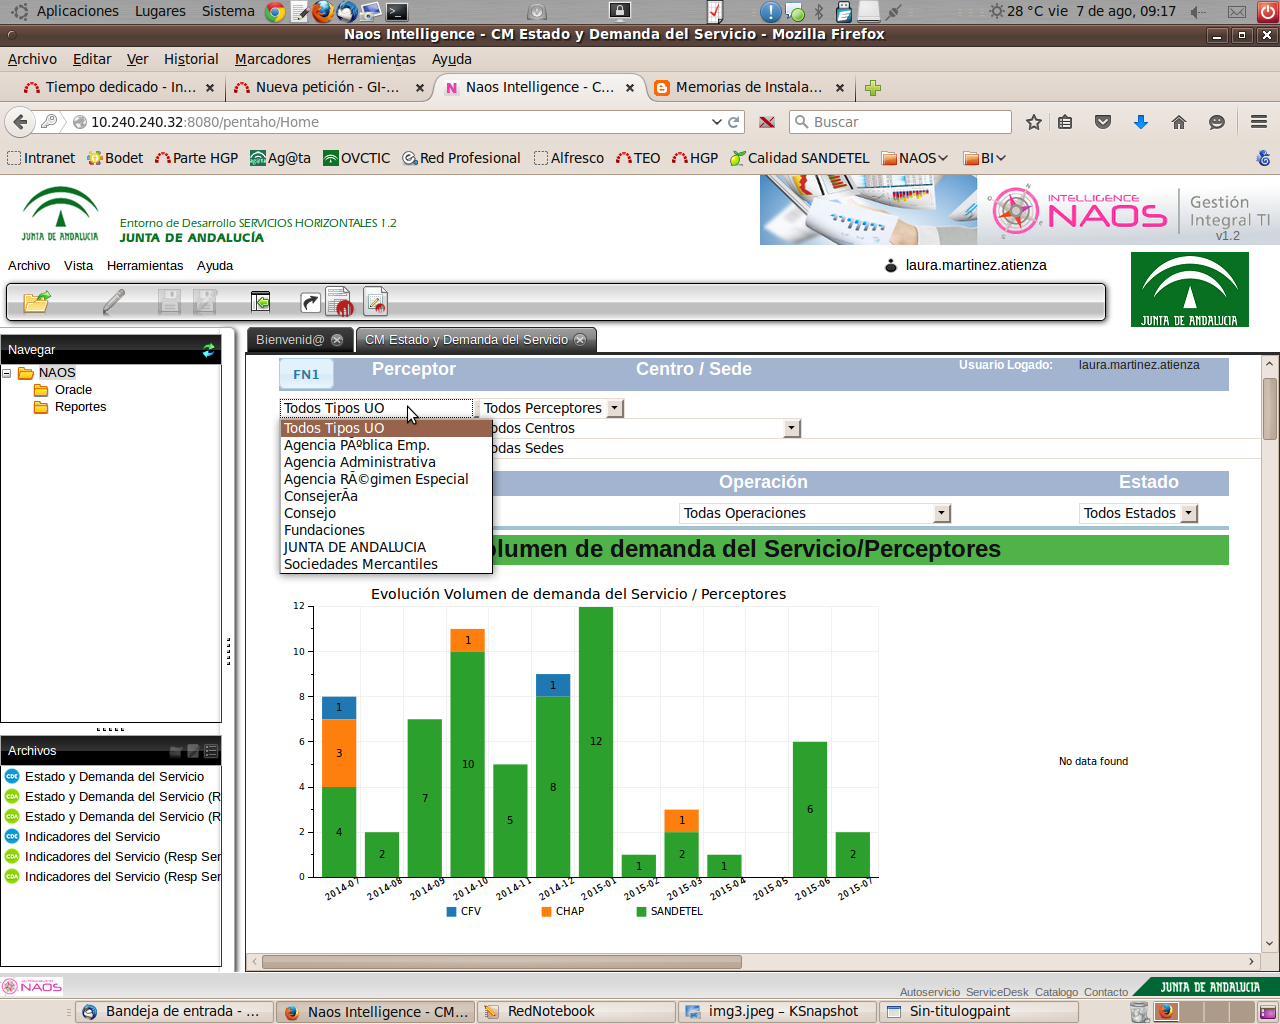 Aplicaciones Lugares Sistema 28 °C vie 7 de ago, 09:17
Naos Intelligence - CM Estado y Demanda del Servicio - Mozilla Firefox
Archivo Editar Ver Historial Marcadores Herramientas Ayuda
Tiempo dedicado - In... Nueva petición - GI-... Naos Intelligence - C... Memorias de Instala...
10.240.240.32:8080/pentaho/Home Buscar
Intranet Bodet Parte HGP Ag@ta OVCTIC Red Profesional Alfresco TEO HGP Calidad SANDETEL NAOS BI
JUNTA DE ANDALUCIA
Entorno de Desarrollo SERVICIOS HORIZONTALES 1.2
JUNTA DE ANDALUCÍA
INTELLIGENCE
NAOS
Gestión
Integral TI
v1.2
Archivo Vista Herramientas Ayuda laura.martinez.atienza
JUNTA DE ANDALUCIA
Navegar
NAOS
Oracle
Reportes
Archivos
Estado y Demanda del Servicio
Estado y Demanda del Servicio (R
Estado y Demanda del Servicio (R
Indicadores del Servicio
Indicadores del Servicio (Resp Ser
Indicadores del Servicio (Resp Ser
Bienvenid@ CM Estado y Demanda del Servicio
FN1 Perceptor Centro / Sede Usuario Logado: laura.martinez.atienza
Todos Tipos UO Todos Perceptores
Todos Tipos UO
Agencia PÃºblica Emp.
Agencia Administrativa
Agencia RÃ©gimen Especial
ConsejerÃa
Consejo
Fundaciones
JUNTA DE ANDALUCIA
Sociedades Mercantiles
odos Centros
odas Sedes
Operación Estado
Todas Operaciones Todos Estados
olumen de demanda del Servicio/Perceptores
Evolución Volumen de demanda del Servicio / Perceptores
12
10
8
6
4
2
0
1 3 4 2 7 1 10 5 1 8 12 1 1 2 1 6 2
2014-07 2014-08 2014-09 2014-10 2014-11 2014-12 2015-01 2015-02 2015-03 2015-04 2015-05 2015-06 2015-07
CFV CHAP SANDETEL
No data found
NAOS
Autoservicio ServiceDesk Catalogo Contacto JUNTA DE ANDALUCIA
Bandeja de entrada - ... Naos Intelligence - CM... RedNotebook img3.jpeg – KSnapshot Sin-titulogpaint